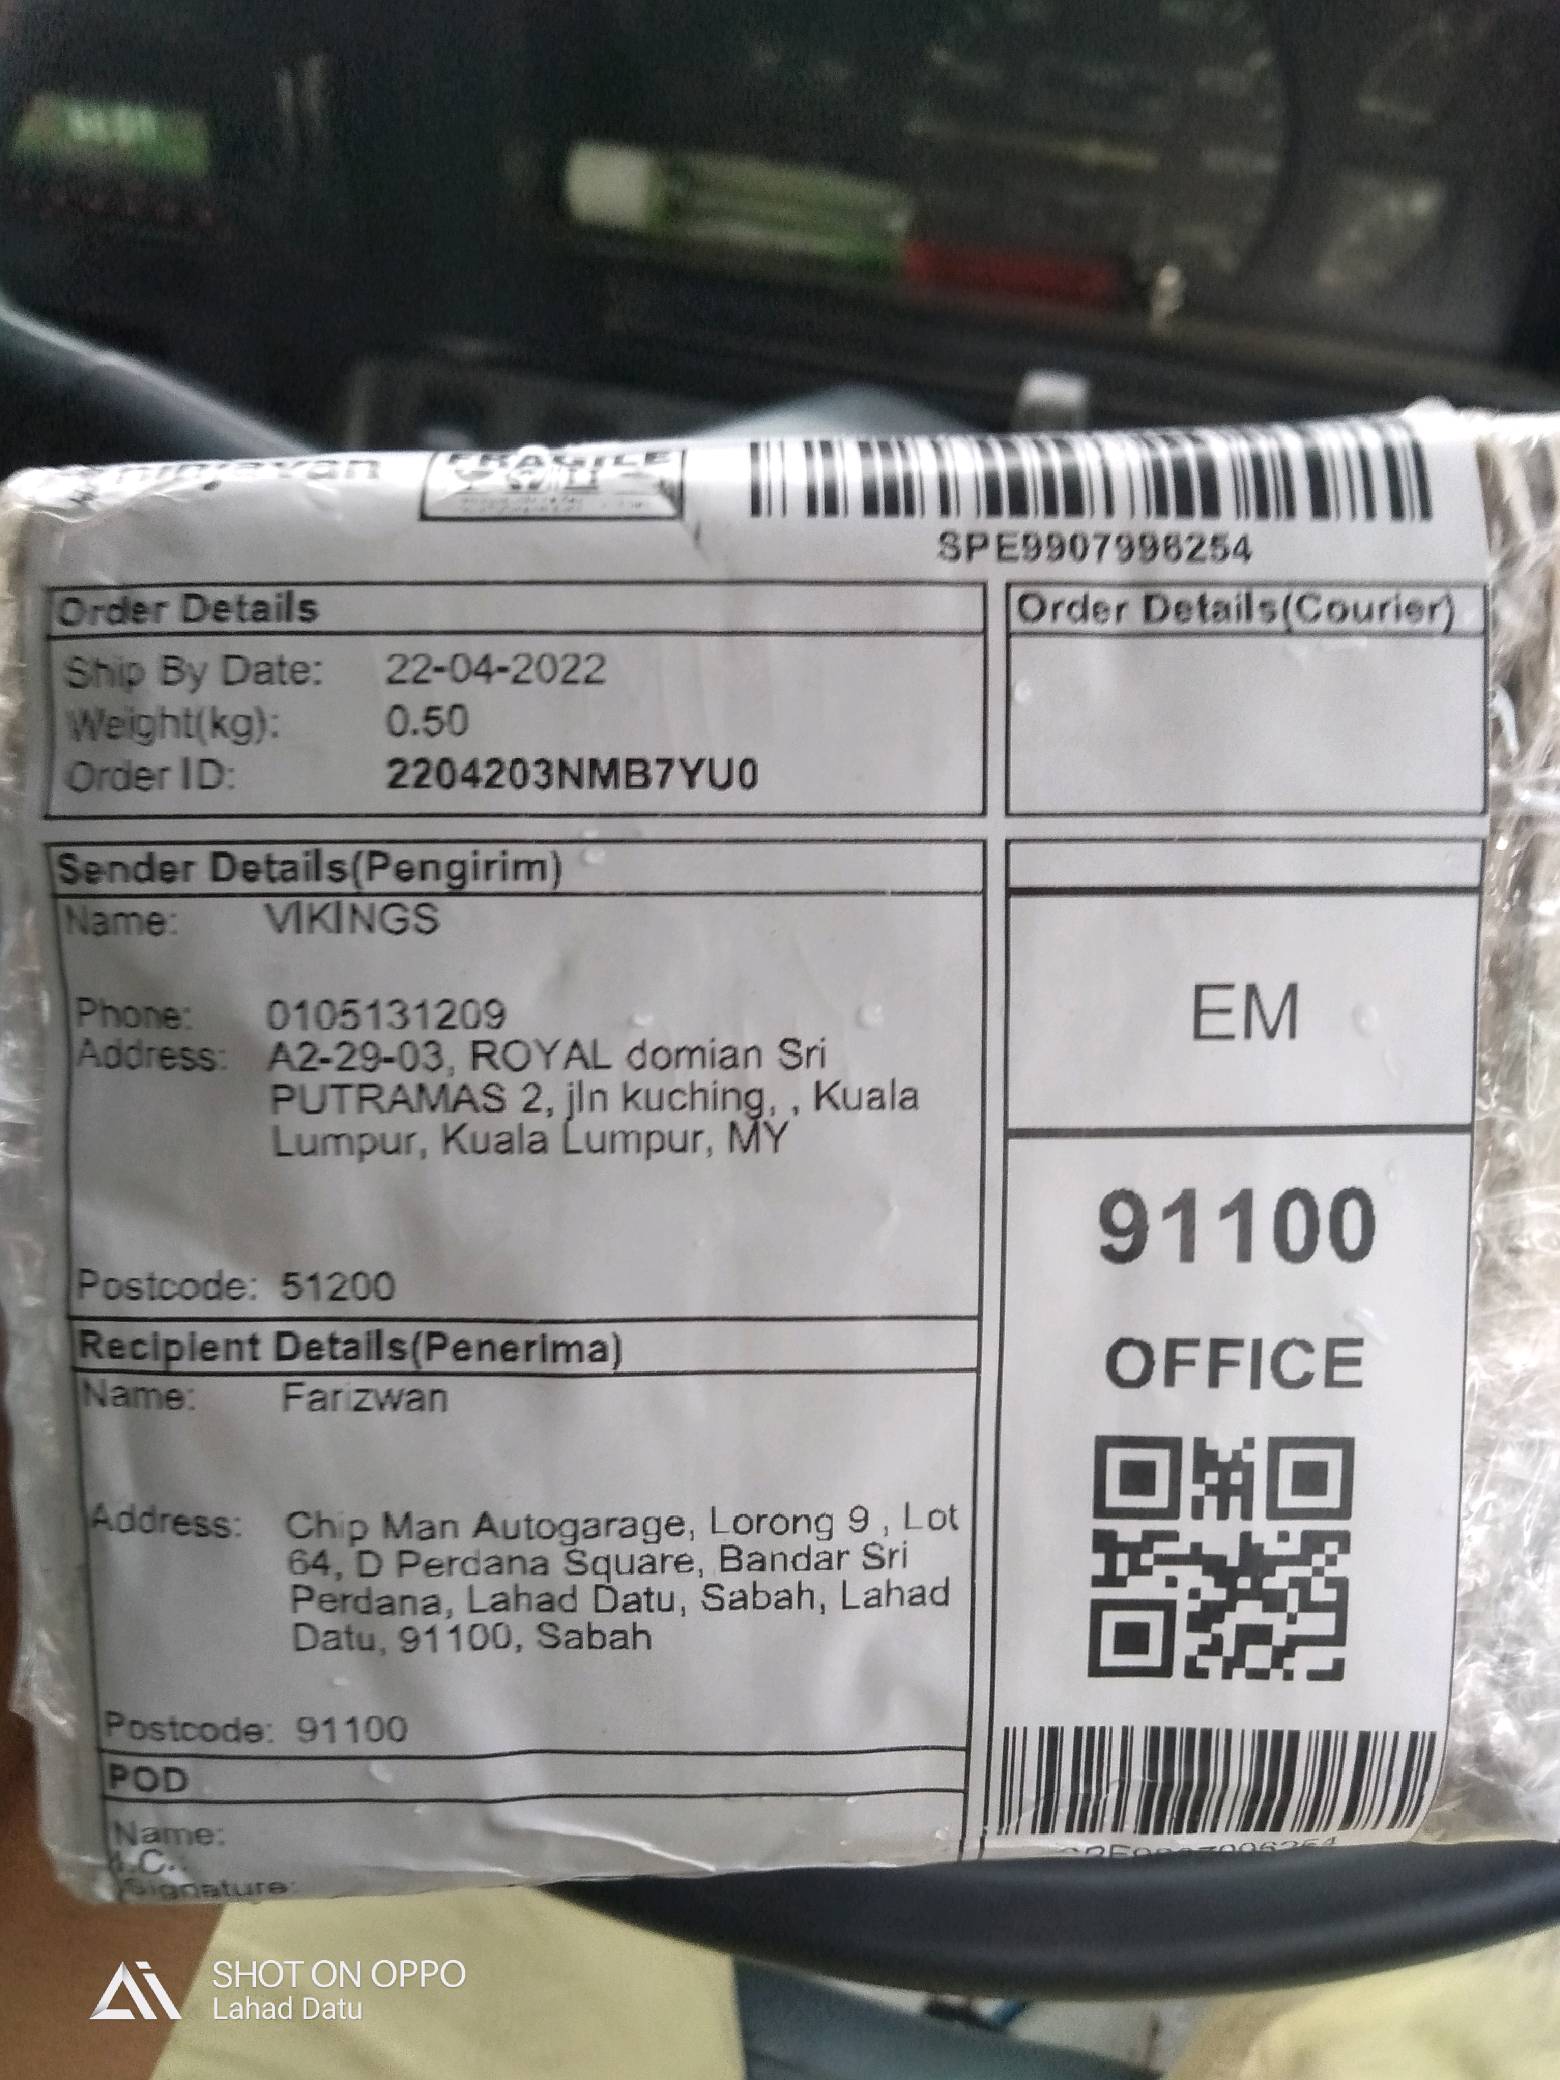 ninjavan
FRAGILE
SPE9907996254
Order Details
Ship By Date: 22-04-2022
Weight(kg): 0.50
Order ID: 2204203NMB7YU0
Order Details(Courier)
Sender Details(Pengirim)
Name: VIKINGS
Phone: 0105131209
Address: A2-29-03, ROYAL domian Sri
PUTRAMAS 2, jln kuching, , Kuala
Lumpur, Kuala Lumpur, MY
Postcode: 51200
Recipient Details(Penerima)
Name: Farizwan
Address: Chip Man Autogarage, Lorong 9 , Lot
64, D Perdana Square, Bandar Sri
Perdana, Lahad Datu, Sabah, Lahad
Datu, 91100, Sabah
Postcode: 91100
POD
Name:
I.C.:
Signature:
EM
91100
OFFICE
SPE9907996254
SHOT ON OPPO
Lahad Datu